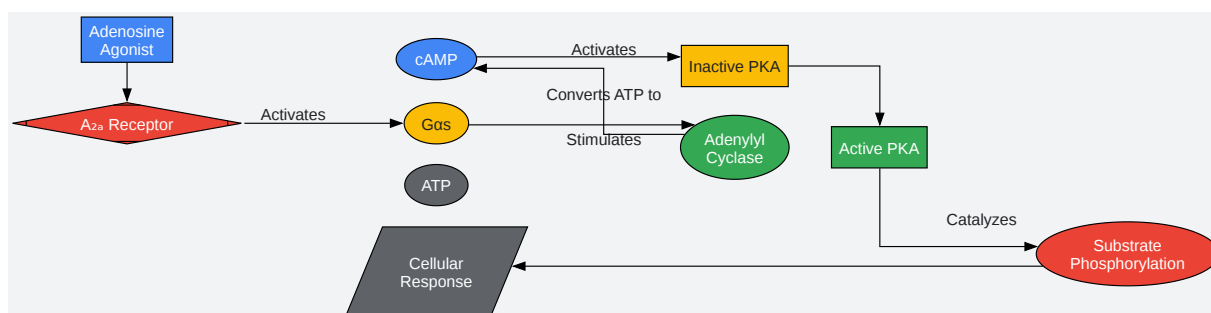 Adenosine
Agonist
A₂ₐ Receptor
Activates
cAMP
Activates
Inactive PKA
Converts ATP to
Gαs
Stimulates
Adenylyl
Cyclase
Active PKA
ATP
Catalyzes
Substrate
Phosphorylation
Cellular
Response